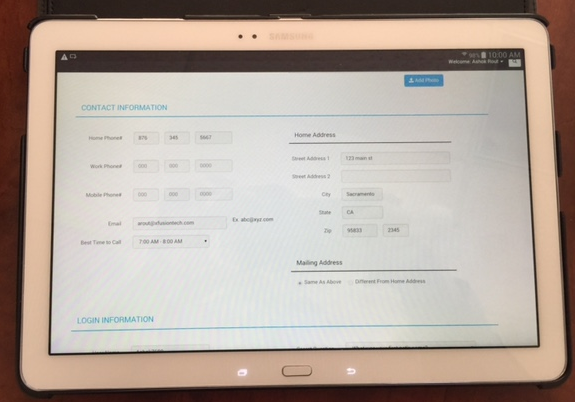 SAMSUNG
98% 10:00 AM
Welcome: Ashok Rout
Add Photo
CONTACT INFORMATION
Home Phone# 876 345 5667
Work Phone# 000 000 0000
Mobile Phone# 000 000 0000
Email arout@xfusiontech.com Ex. abc@xyz.com
Best Time to Call 7:00 AM - 8:00 AM
Home Address
Street Address 1 123 main st
Street Address 2
City Sacramento
State CA
Zip 95833 2345
Mailing Address
Same As Above Different From Home Address
LOGIN INFORMATION